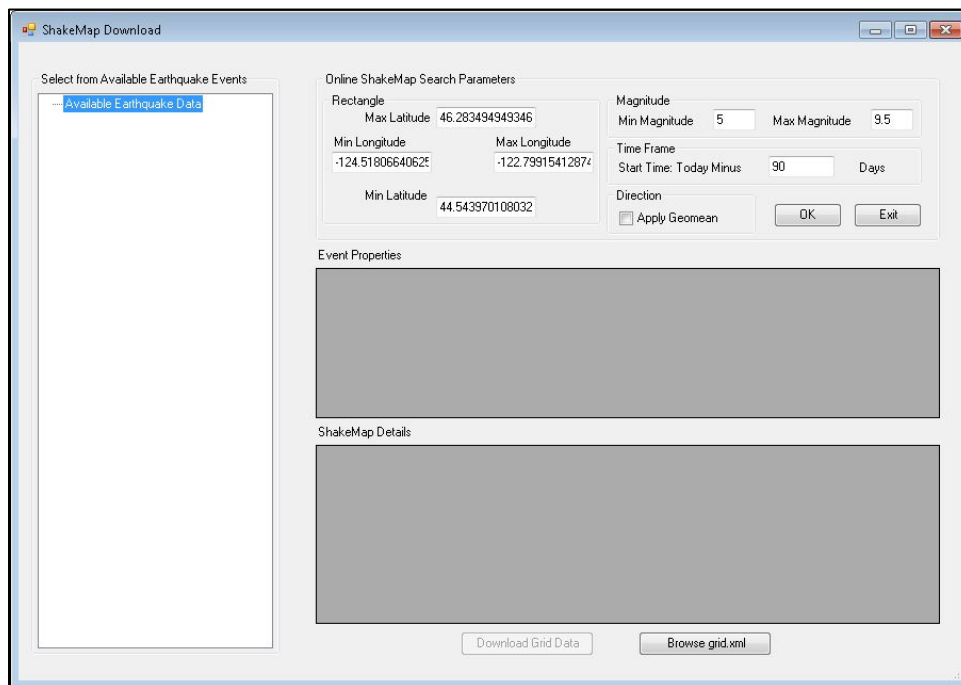 ShakeMap Download
Select from Available Earthquake Events
Available Earthquake Data
Online ShakeMap Search Parameters
Rectangle
Max Latitude 46.283494949346
Min Longitude Max Longitude
-124.51806640625 -122.79915412874
Min Latitude 44.543970108032
Magnitude
Min Magnitude 5 Max Magnitude 9.5
Time Frame
Start Time: Today Minus 90 Days
Direction
Apply Geomean OK Exit
Event Properties
ShakeMap Details
Download Grid Data Browse grid.xml